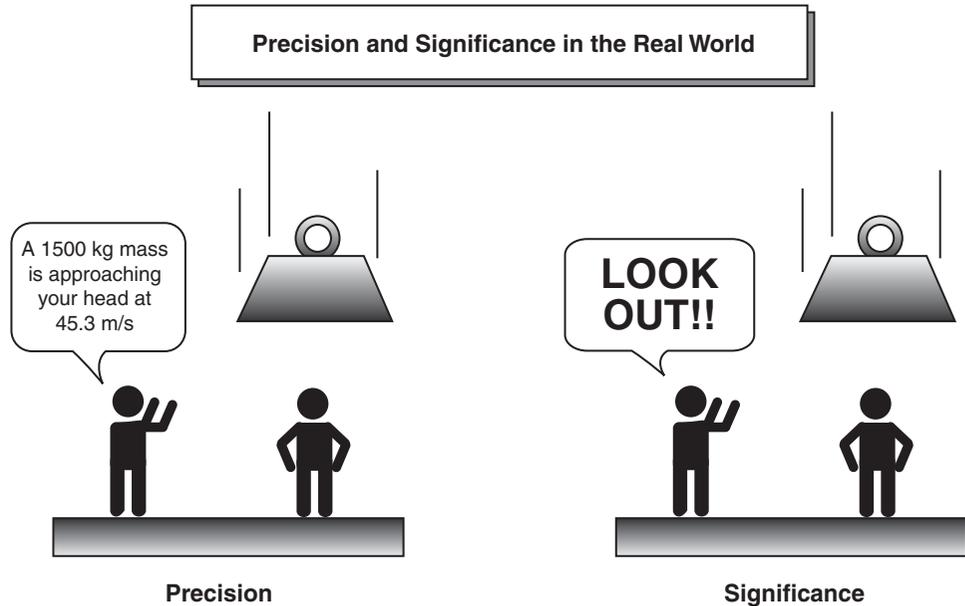 Precision and Significance in the Real World
A 1500 kg mass
is approaching
your head at
45.3 m/s
LOOK
OUT!!
Precision
Significance